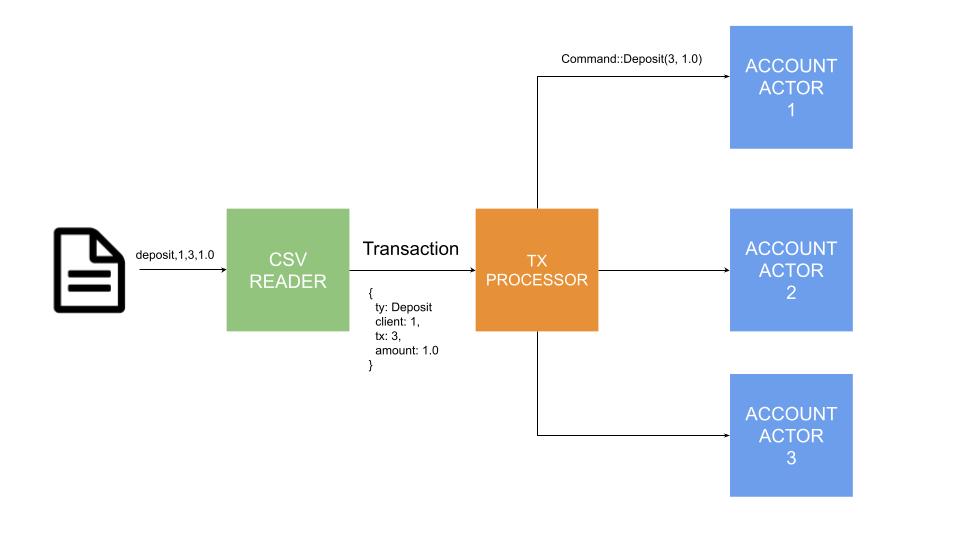 deposit,1,3,1.0
CSV
READER
Transaction
{
ty: Deposit
client: 1,
tx: 3,
amount: 1.0
}
TX
PROCESSOR
Command::Deposit(3, 1.0)
ACCOUNT
ACTOR
1
ACCOUNT
ACTOR
2
ACCOUNT
ACTOR
3